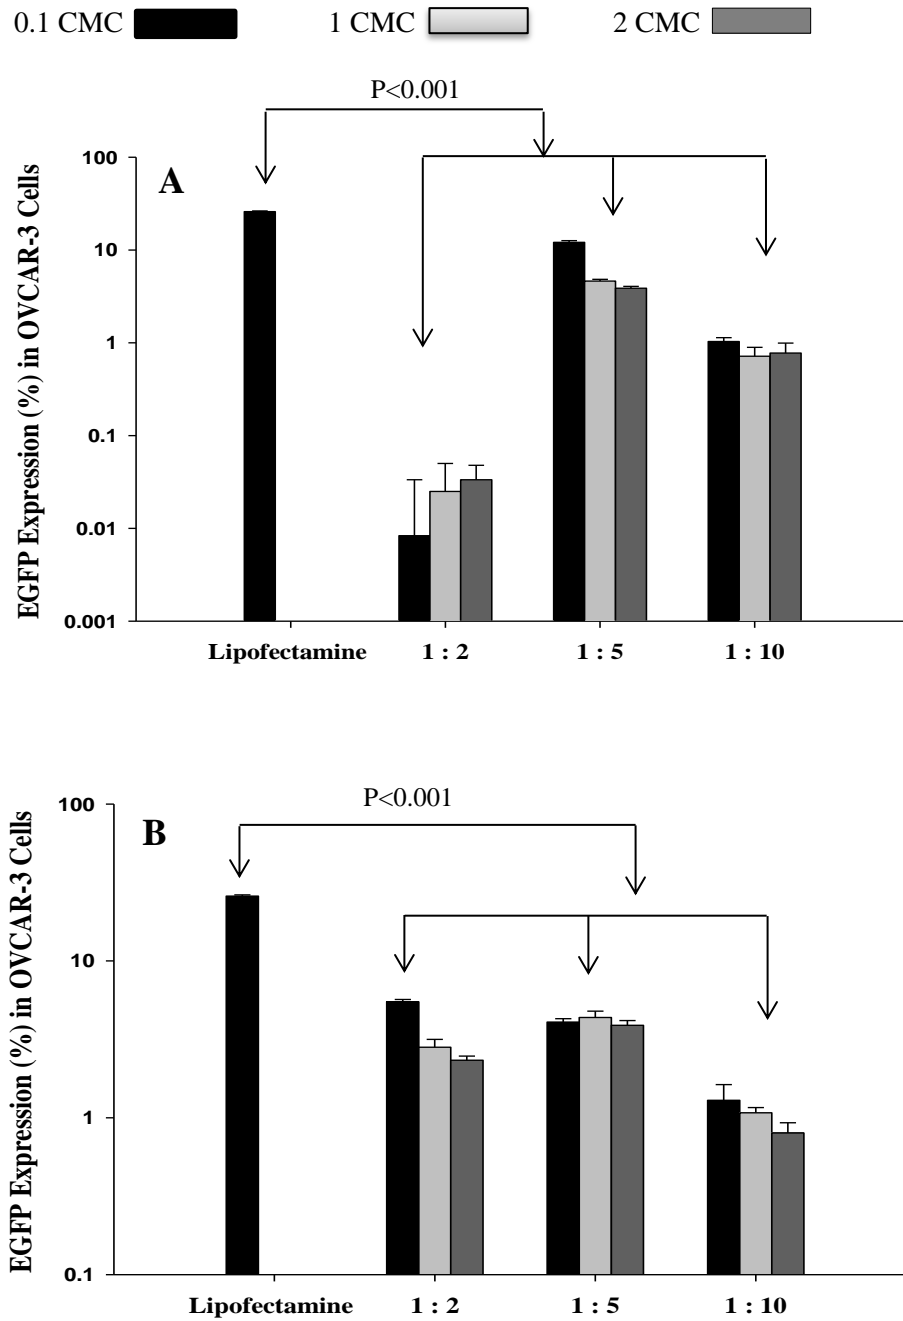 0.1 CMC 1 CMC 2 CMC
P<0.001
A
EGFP Expression (%) in OVCAR-3 Cells
100
10
1
0.1
0.01
0.001
Lipofectamine 1 : 2 1 : 5 1 : 10
P<0.001
B
EGFP Expression (%) in OVCAR-3 Cells
100
10
1
0.1
Lipofectamine 1 : 2 1 : 5 1 : 10